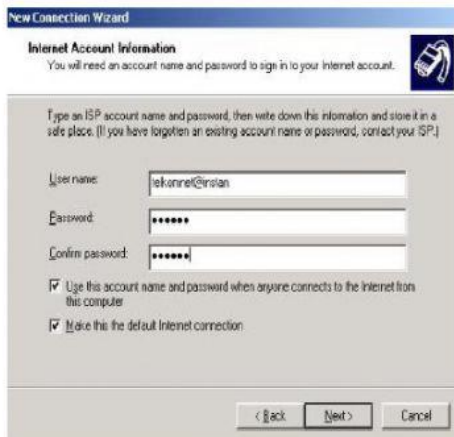 New Connection Wizard
Internet Account Information
You will need an account name and password to sign in to your Internet account.
Type an ISP account name and password, then write down this information and store it in a
safe place. (If you have forgotten an existing account name or password, contact your ISP.)
User name: telkomnet@instan
Password: ••••••
Confirm password: ••••••
Use this account name and password when anyone connects to the Internet from
this computer
Make this the default Internet connection
< Back Next > Cancel